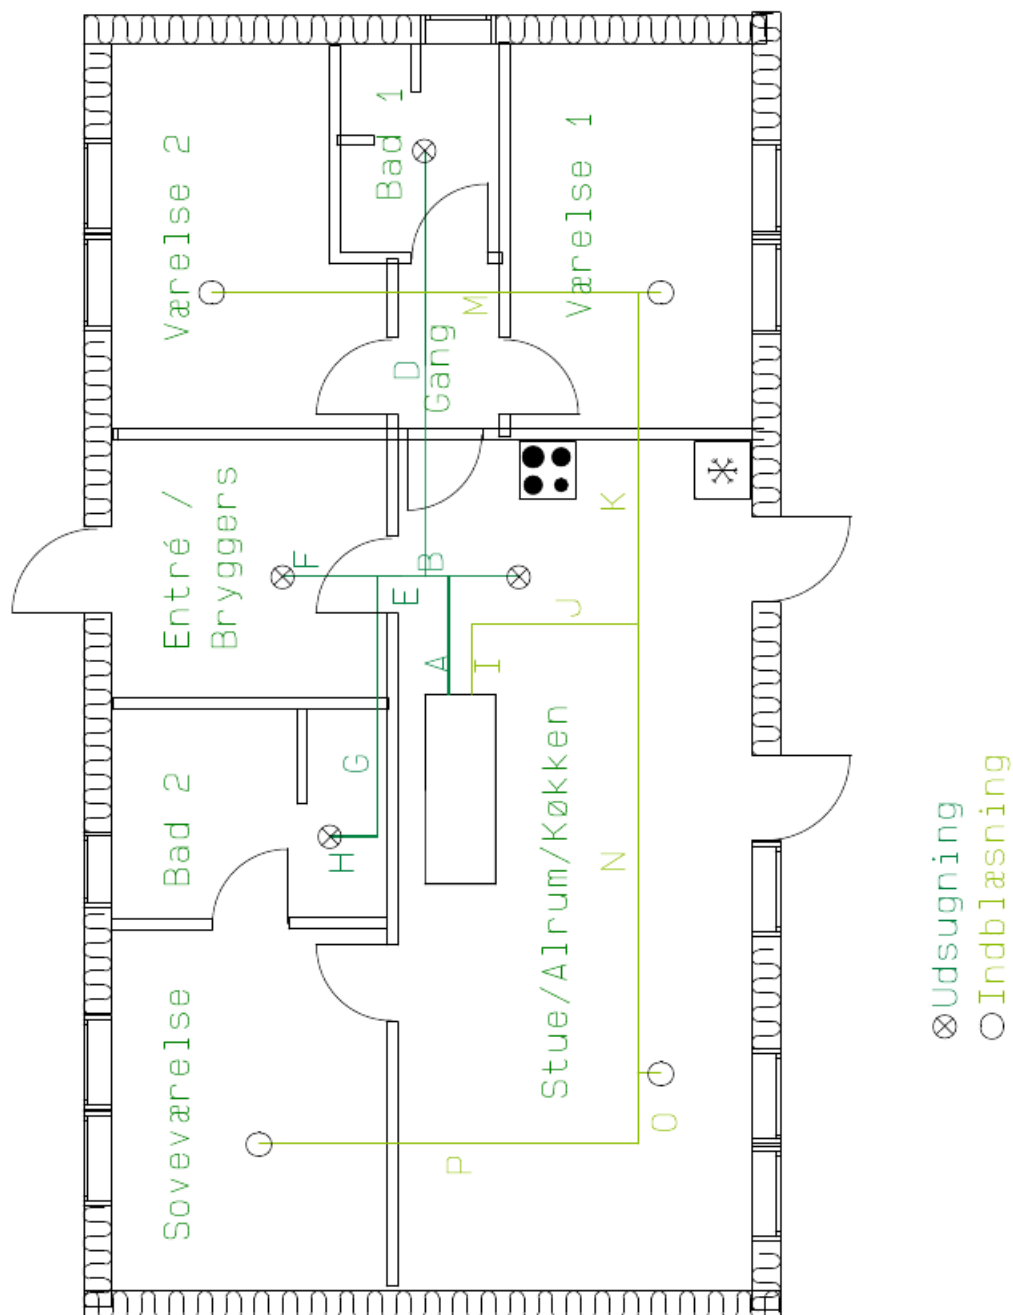 Værelse 2
Bad 1
Værelse 1
M
D
Gang
K
Entré /
Bryggers
F
B
E
J
A
I
G
H
Bad 2
N
Stue/Alrum/Køkken
Soveværelse
P
O
Udsugning
Indblæsning